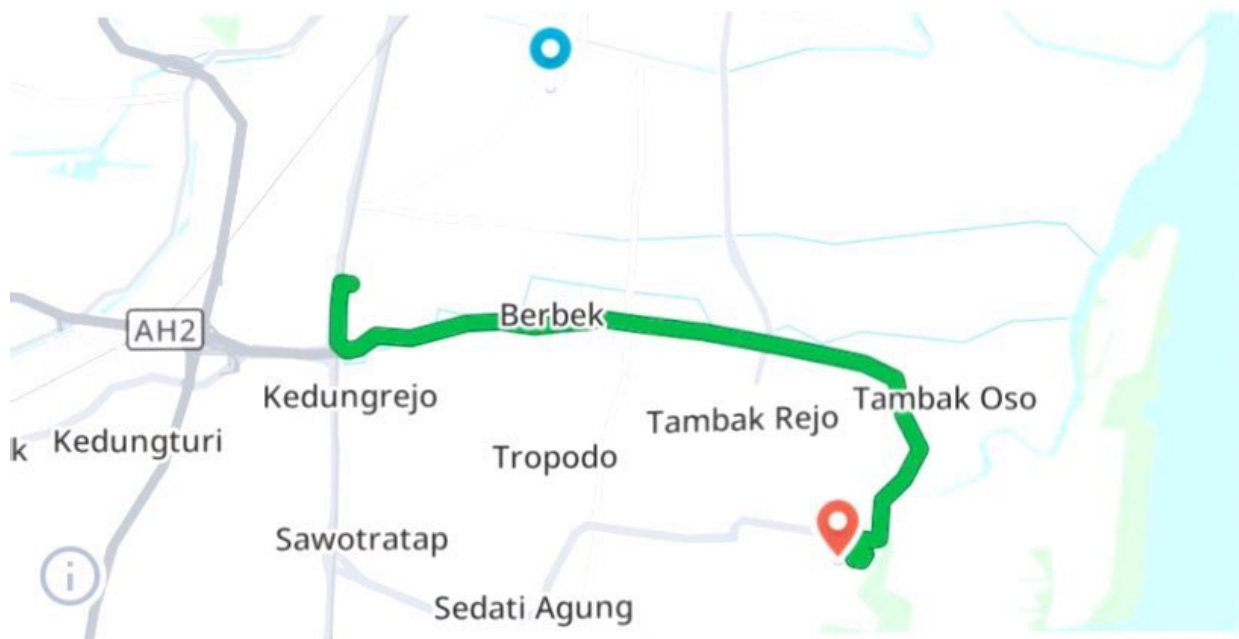 Berbek
AH2
Kedungrejo
Tambak Oso
Tambak Rejo
k
Kedungturi
Tropodo
Sawotratap
Sedati Agung
i